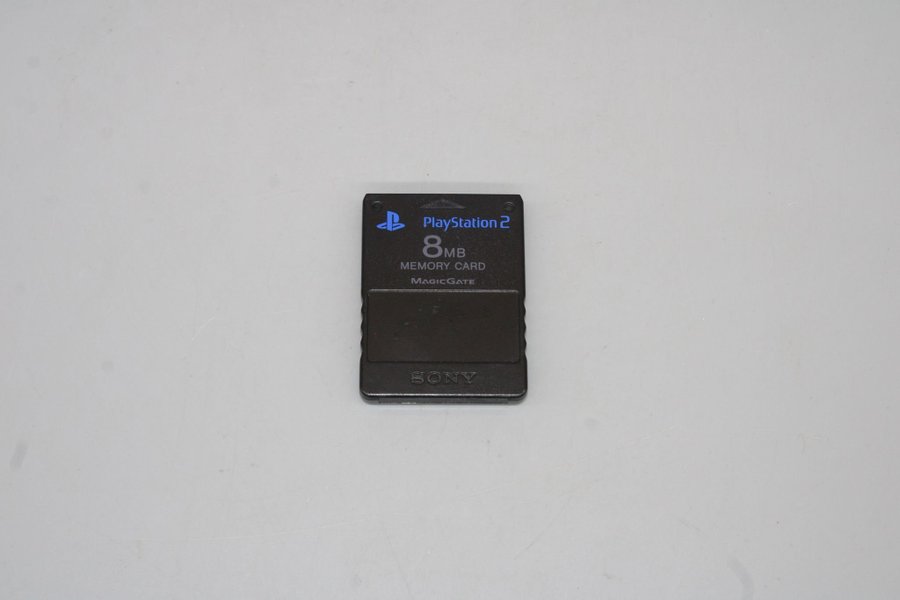 PlayStation 2
8MB
MEMORY CARD
MAGICGATE
SONY